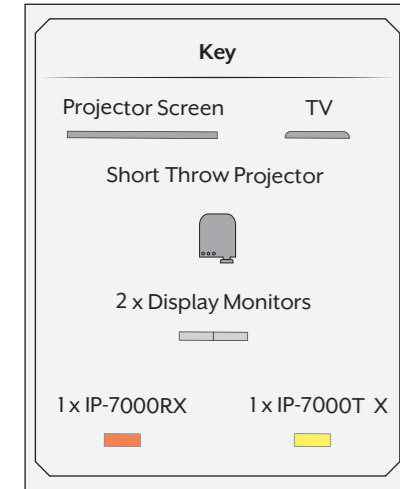 Key
Projector Screen TV
Short Throw Projector
2 x Display Monitors
1 x IP-7000RX 1 x IP-7000T X